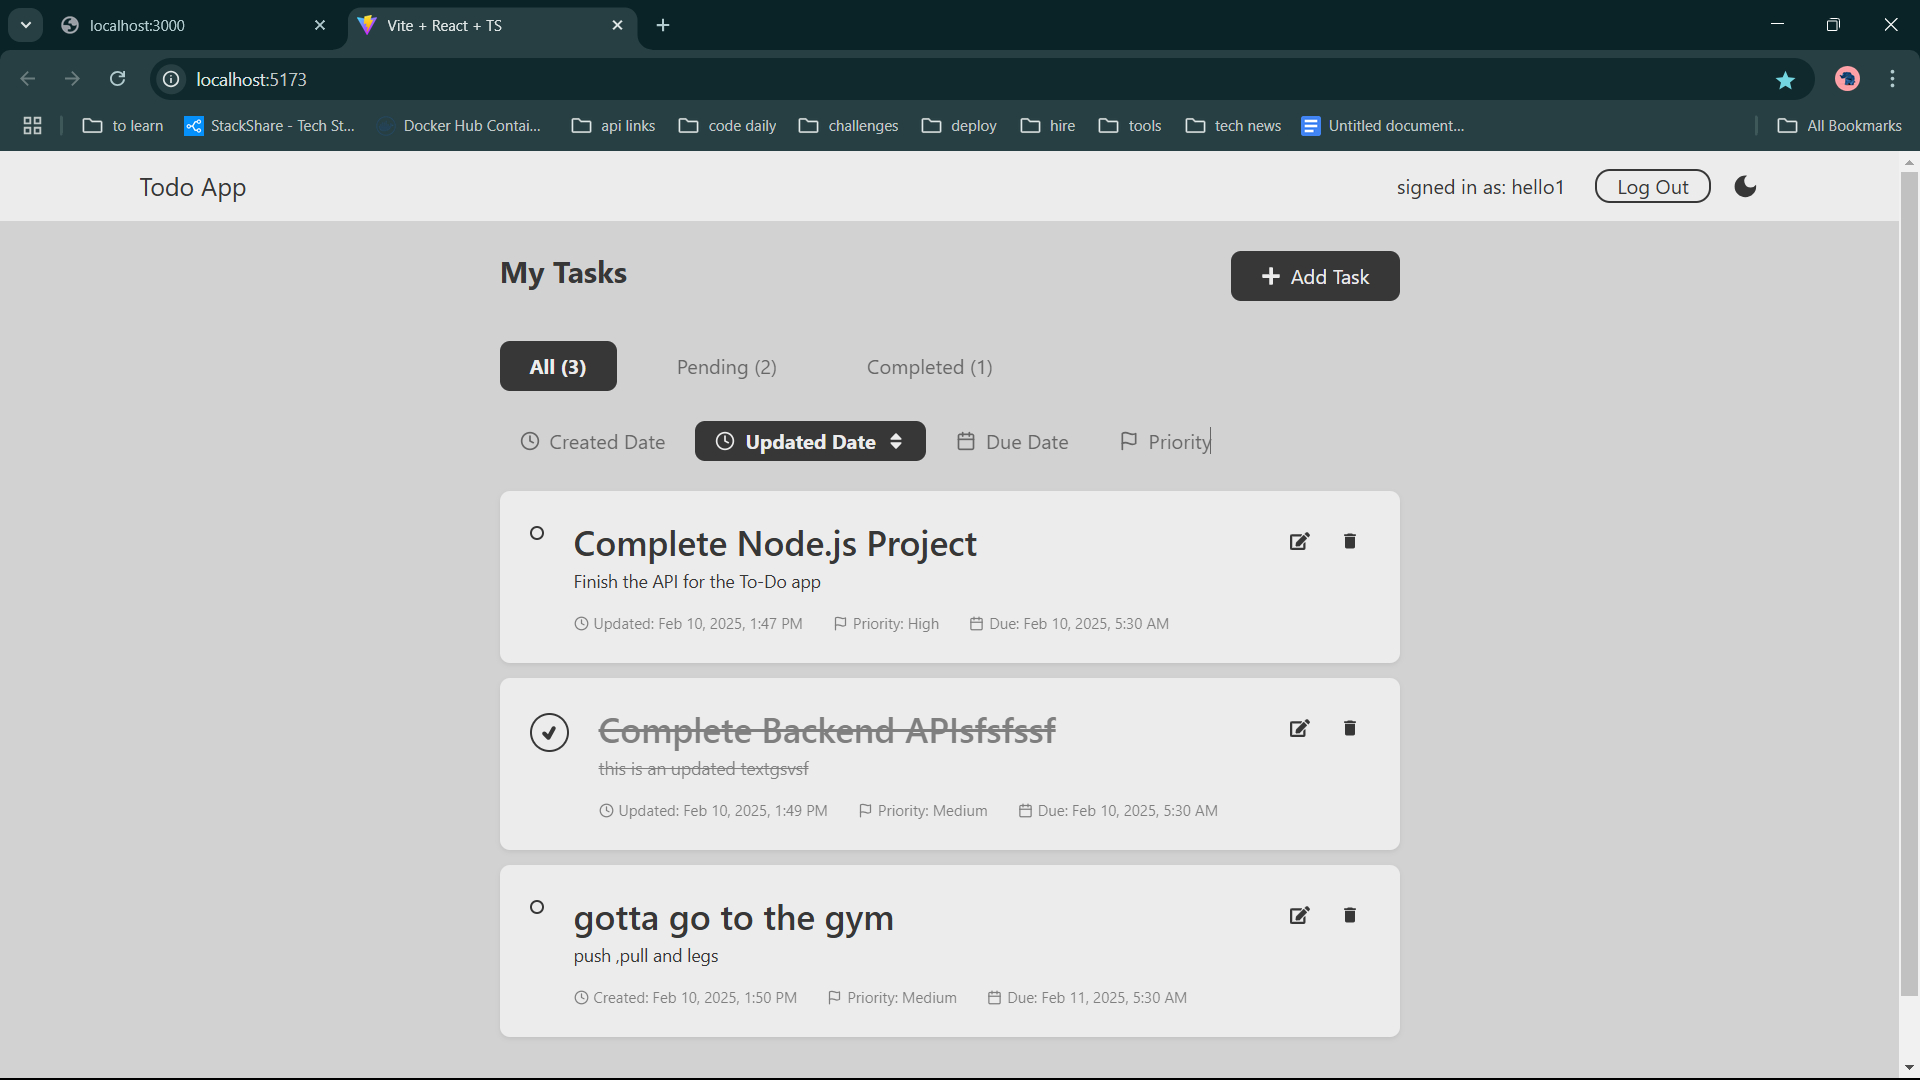 localhost:3000
Vite + React + TS
localhost:5173
to learn
StackShare - Tech St...
Docker Hub Contai...
api links
code daily
challenges
deploy
hire
tools
tech news
Untitled document...
All Bookmarks
Todo App
signed in as: hello1
Log Out
My Tasks
Add Task
All (3)
Pending (2)
Completed (1)
Created Date
Updated Date
Due Date
Priority
Complete Node.js Project
Finish the API for the To-Do app
Updated: Feb 10, 2025, 1:47 PM
Priority: High
Due: Feb 10, 2025, 5:30 AM
Complete Backend APIsfsfssf
this is an updated textgsvsf
Updated: Feb 10, 2025, 1:49 PM
Priority: Medium
Due: Feb 10, 2025, 5:30 AM
gotta go to the gym
push ,pull and legs
Created: Feb 10, 2025, 1:50 PM
Priority: Medium
Due: Feb 11, 2025, 5:30 AM